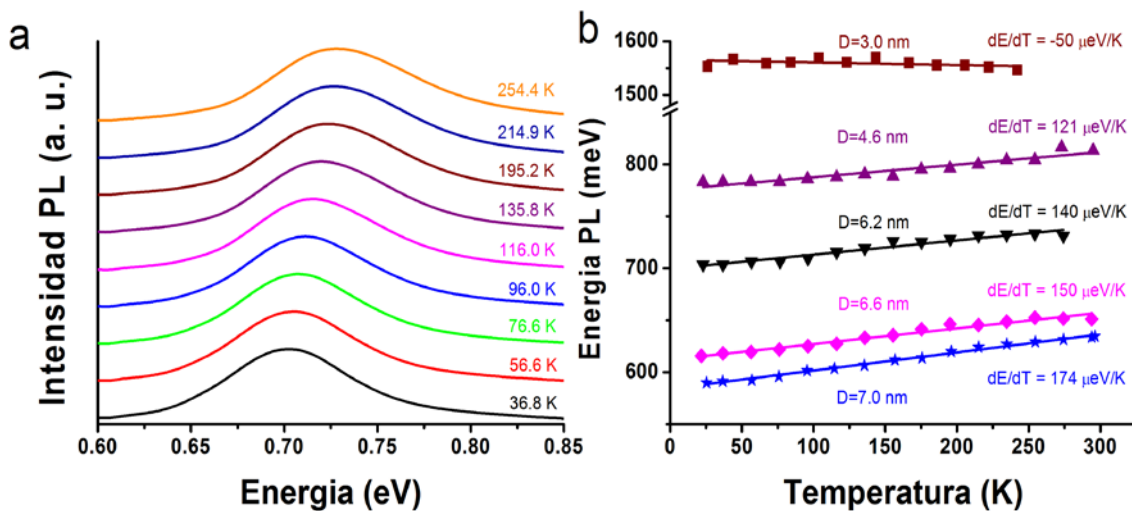 a
Intensidad PL (a. u.)
254.4 K
214.9 K
195.2 K
135.8 K
116.0 K
96.0 K
76.6 K
56.6 K
36.8 K
0.60 0.65 0.70 0.75 0.80 0.85
Energia (eV)
b
Energia PL (meV)
1600
1500
800
700
600
D=3.0 nm dE/dT = -50 µeV/K
D=4.6 nm dE/dT = 121 µeV/K
D=6.2 nm dE/dT = 140 µeV/K
D=6.6 nm dE/dT = 150 µeV/K
D=7.0 nm dE/dT = 174 µeV/K
0 50 100 150 200 250 300
Temperatura (K)